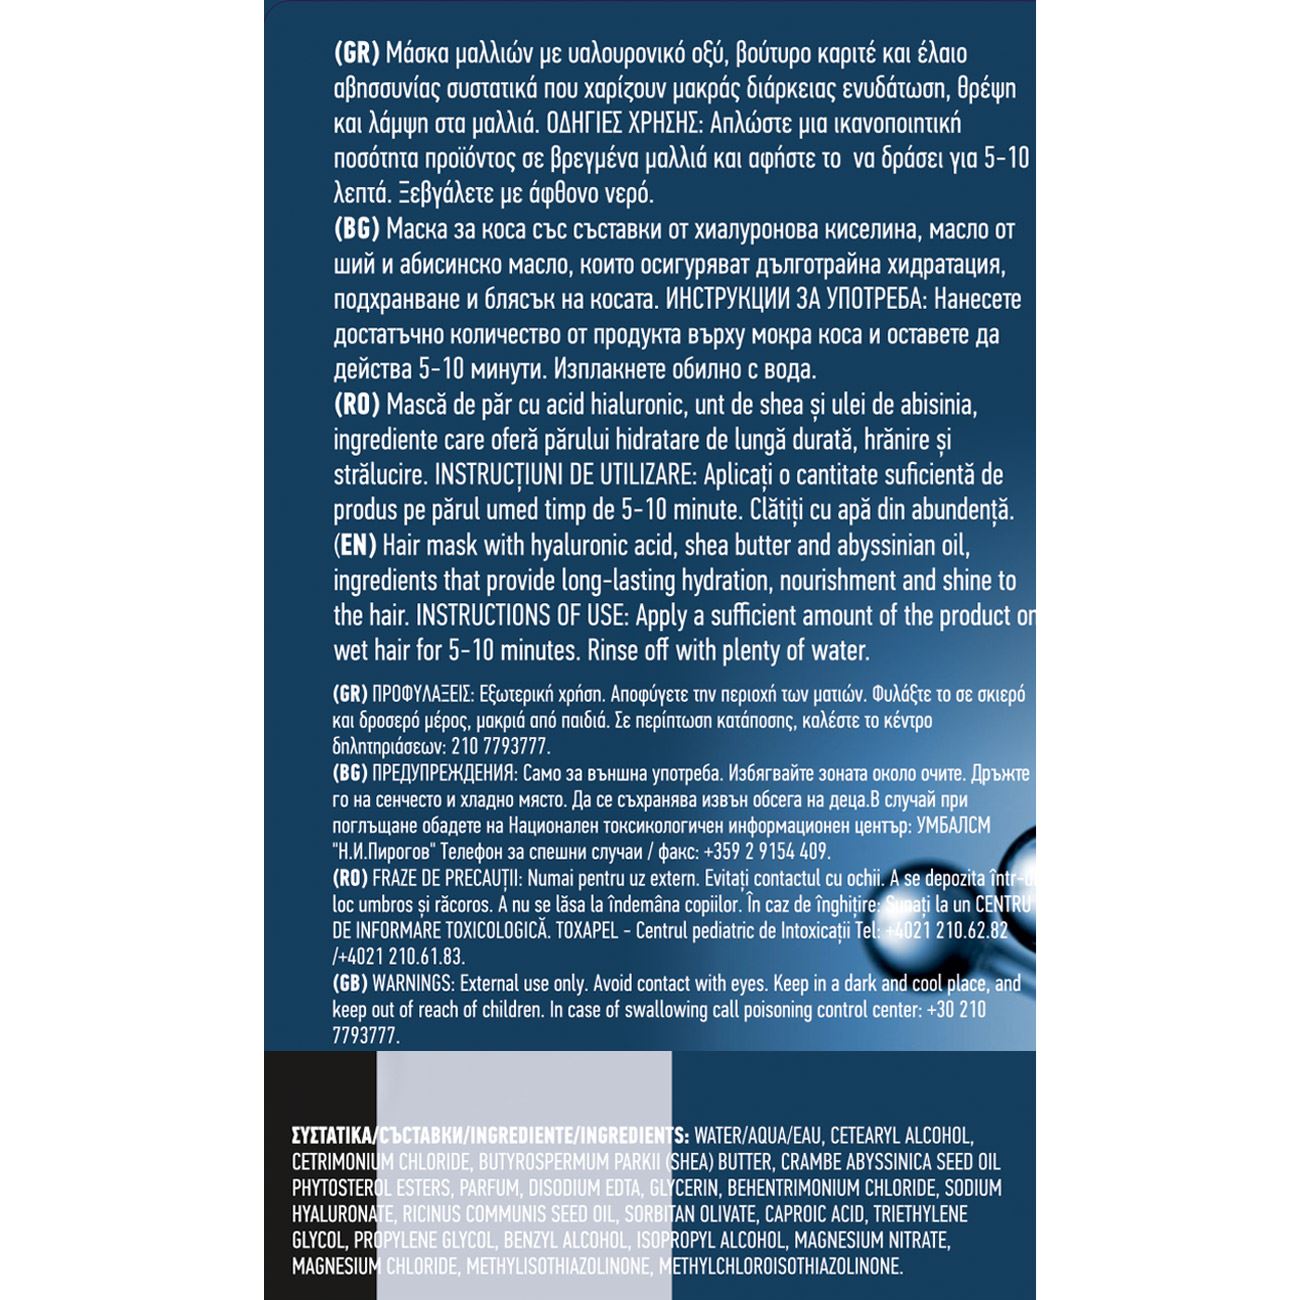 (GR) Μάσκα μαλλιών με υαλουρονικό οξύ, βούτυρο καριτέ και έλαιο
αβησσυνίας συστατικά που χαρίζουν μακράς διάρκειας ενυδάτωση, θρέψη
και λάμψη στα μαλλιά. ΟΔΗΓΙΕΣ ΧΡΗΣΗΣ: Απλώστε μια ικανοποιητική
ποσότητα προϊόντος σε βρεγμένα μαλλιά και αφήστε το να δράσει για 5-10
λεπτά. Ξεβγάλετε με άφθονο νερό.
(BG) Маска за коса със съставки от хиалуронова киселина, масло от
ший и абисинско масло, които осигуряват дълготрайна хидратация,
подхранване и блясък на косата. ИНСТРУКЦИИ ЗА УПОТРЕБА: Нанесете
достатъчно количество от продукта върху мокра коса и оставете да
действа 5-10 минути. Изплакнете обилно с вода.
(RO) Mască de păr cu acid hialuronic, unt de shea și ulei de abisinia,
ingrediente care oferă părului hidratare de lungă durată, hrănire și
strălucire. INSTRUCȚIUNI DE UTILIZARE: Aplicați o cantitate suficientă de
produs pe părul umed timp de 5-10 minute. Clătiți cu apă din abundență.
(EN) Hair mask with hyaluronic acid, shea butter and abyssinian oil,
ingredients that provide long-lasting hydration, nourishment and shine to
the hair. INSTRUCTIONS OF USE: Apply a sufficient amount of the product on
wet hair for 5-10 minutes. Rinse off with plenty of water.
(GR) ΠΡΟΦΥΛΑΞΕΙΣ: Εξωτερική χρήση. Αποφύγετε την περιοχή των ματιών. Φυλάξτε το σε σκιερό
και δροσερό μέρος, μακριά από παιδιά. Σε περίπτωση κατάποσης, καλέστε το κέντρο
δηλητηριάσεων: 210 7793777.
(BG) ПРЕДУПРЕЖДЕНИЯ: Само за външна употреба. Избягвайте зоната около очите. Дръжте
го на сенчесто и хладно място. Да се съхранява извън обсега на деца.В случай при
поглъщане обадете на Национален токсикологичен информационен център: УМБАЛСМ
"Н.И.Пирогов" Телефон за спешни случаи / факс: +359 2 9154 409.
(RO) FRAZE DE PRECAUȚII: Numai pentru uz extern. Evitați contactul cu ochii. A se depozita într-un
loc umbros și răcoros. A nu se lăsa la îndemâna copiilor. În caz de înghițire: Sunați la un CENTRU
DE INFORMARE TOXICOLOGICĂ. TOXAPEL - Centrul pediatric de Intoxicații Tel: +4021 210.62.82
/+4021 210.61.83.
(GB) WARNINGS: External use only. Avoid contact with eyes. Keep in a dark and cool place, and
keep out of reach of children. In case of swallowing call poisoning control center: +30 210
7793777.
ΣΥΣΤΑΤΙΚΑ/СЪСТАВКИ/INGREDIENTE/INGREDIENTS: WATER/AQUA/EAU, CETEARYL ALCOHOL,
CETRIMONIUM CHLORIDE, BUTYROSPERMUM PARKII (SHEA) BUTTER, CRAMBE ABYSSINICA SEED OIL
PHYTOSTEROL ESTERS, PARFUM, DISODIUM EDTA, GLYCERIN, BEHENTRIMONIUM CHLORIDE, SODIUM
HYALURONATE, RICINUS COMMUNIS SEED OIL, SORBITAN OLIVATE, CAPROIC ACID, TRIETHYLENE
GLYCOL, PROPYLENE GLYCOL, BENZYL ALCOHOL, ISOPROPYL ALCOHOL, MAGNESIUM NITRATE,
MAGNESIUM CHLORIDE, METHYLISOTHIAZOLINONE, METHYLCHLOROISOTHIAZOLINONE.